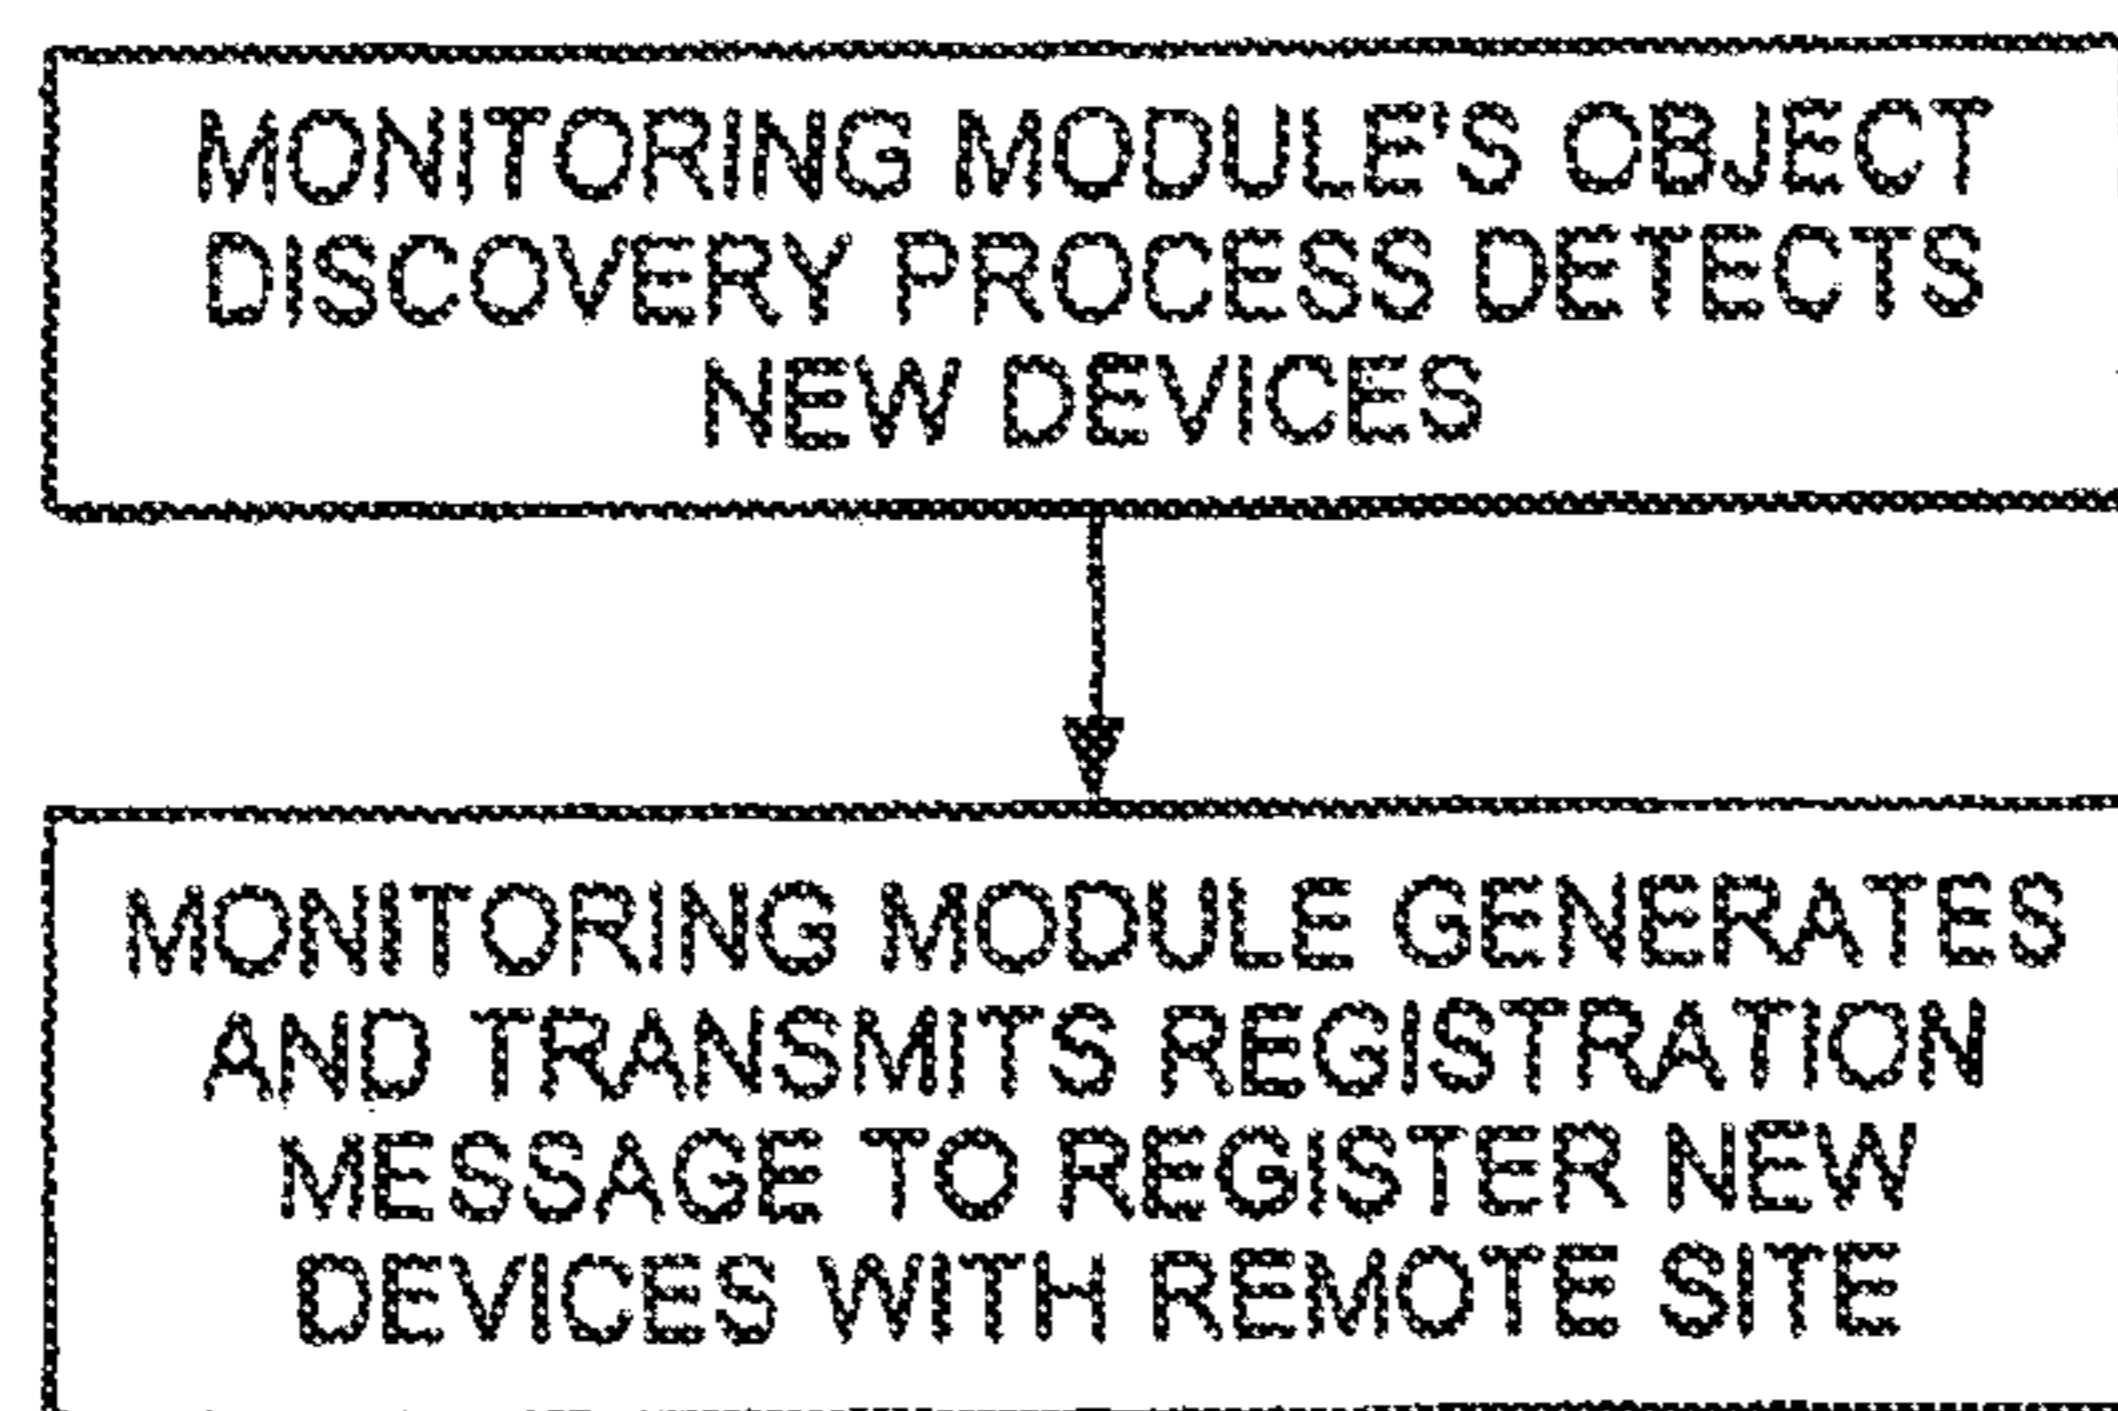 MONITORING MODULE'S OBJECT
DISCOVERY PROCESS DETECTS
NEW DEVICES
MONITORING MODULE GENERATES
AND TRANSMITS REGISTRATION
MESSAGE TO REGISTER NEW
DEVICES WITH REMOTE SITE